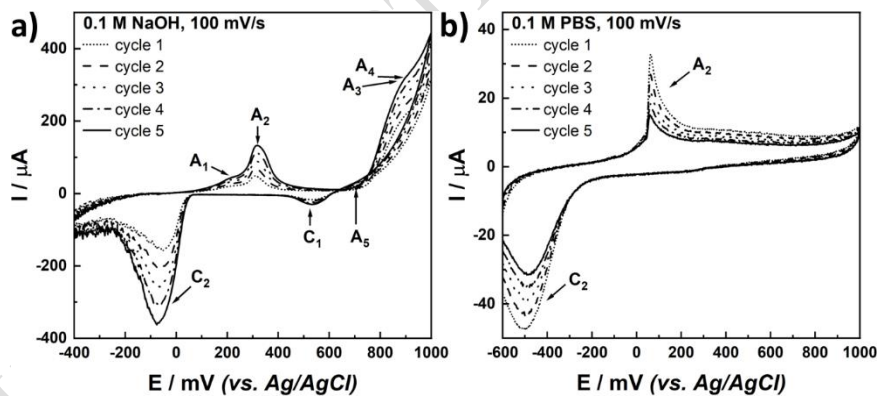 a)
0.1 M NaOH, 100 mV/s
cycle 1
cycle 2
cycle 3
cycle 4
cycle 5
A1
A2
A4
A3
C2
C1
A5
400
200
0
-200
-400
I / µA
-400 -200 0 200 400 600 800 1000
E / mV (vs. Ag/AgCl)
b)
0.1 M PBS, 100 mV/s
cycle 1
cycle 2
cycle 3
cycle 4
cycle 5
A2
C2
40
20
0
-20
-40
I / µA
-600 -400 -200 0 200 400 600 800 1000
E / mV (vs. Ag/AgCl)